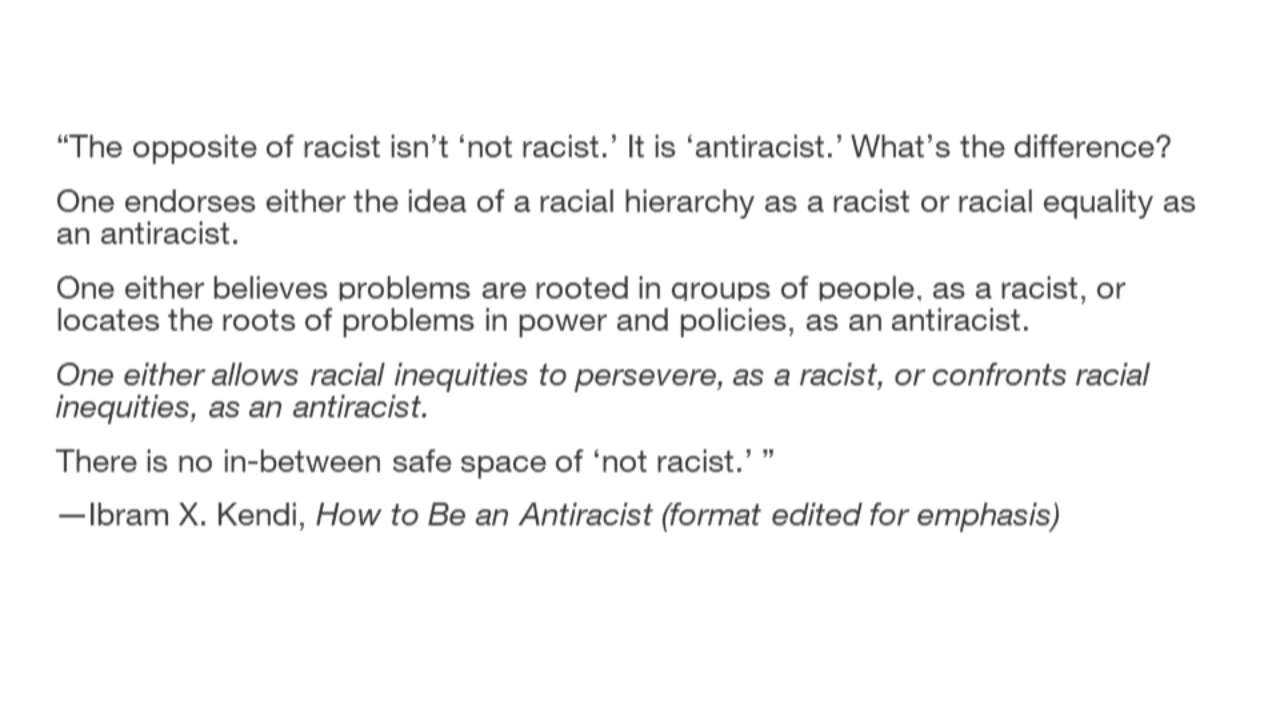 “The opposite of racist isn’t ‘not racist.’ It is ‘antiracist.’ What’s the difference?
One endorses either the idea of a racial hierarchy as a racist or racial equality as
an antiracist.
One either believes problems are rooted in groups of people, as a racist, or
locates the roots of problems in power and policies, as an antiracist.
One either allows racial inequities to persevere, as a racist, or confronts racial
inequities, as an antiracist.
There is no in-between safe space of ‘not racist.’ ”
—Ibram X. Kendi, How to Be an Antiracist (format edited for emphasis)